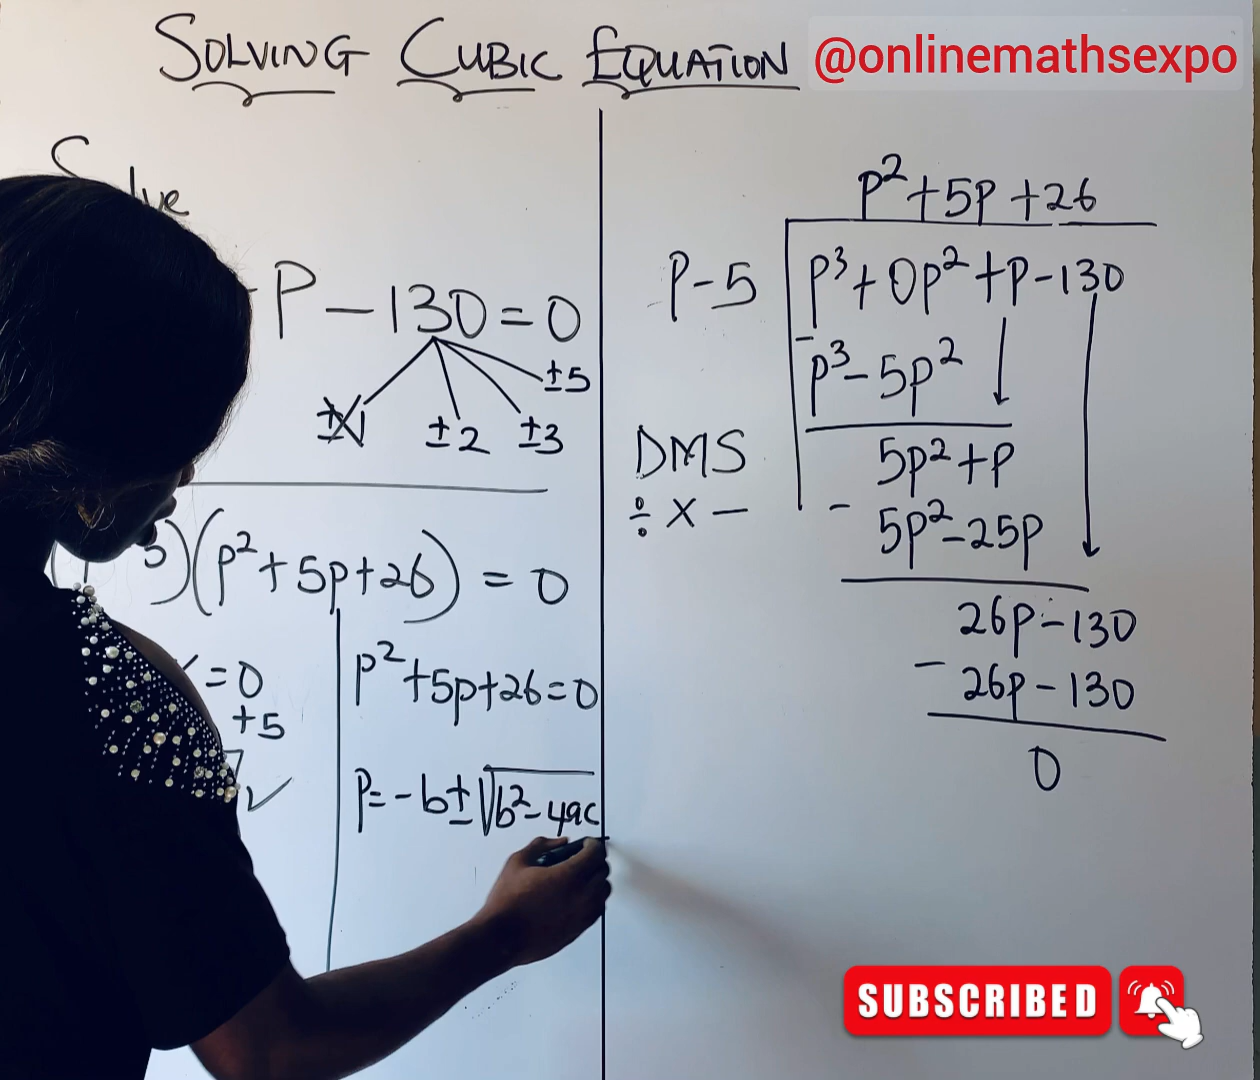 SOLVING CUBIC EQUATION
@onlinemathsexpo
P - 130 = 0
±1 ±2 ±3 ±5
)(p²+5p+26) = 0
=0
+5
p²+5p+26=0
P= -b±√b²-4ac
p²+5p+26
P-5 p³+0p²+p-130
- p³-5p²
DMS
÷ × -
5p²+p
- 5p²-25p
26p-130
- 26p-130
0
SUBSCRIBED